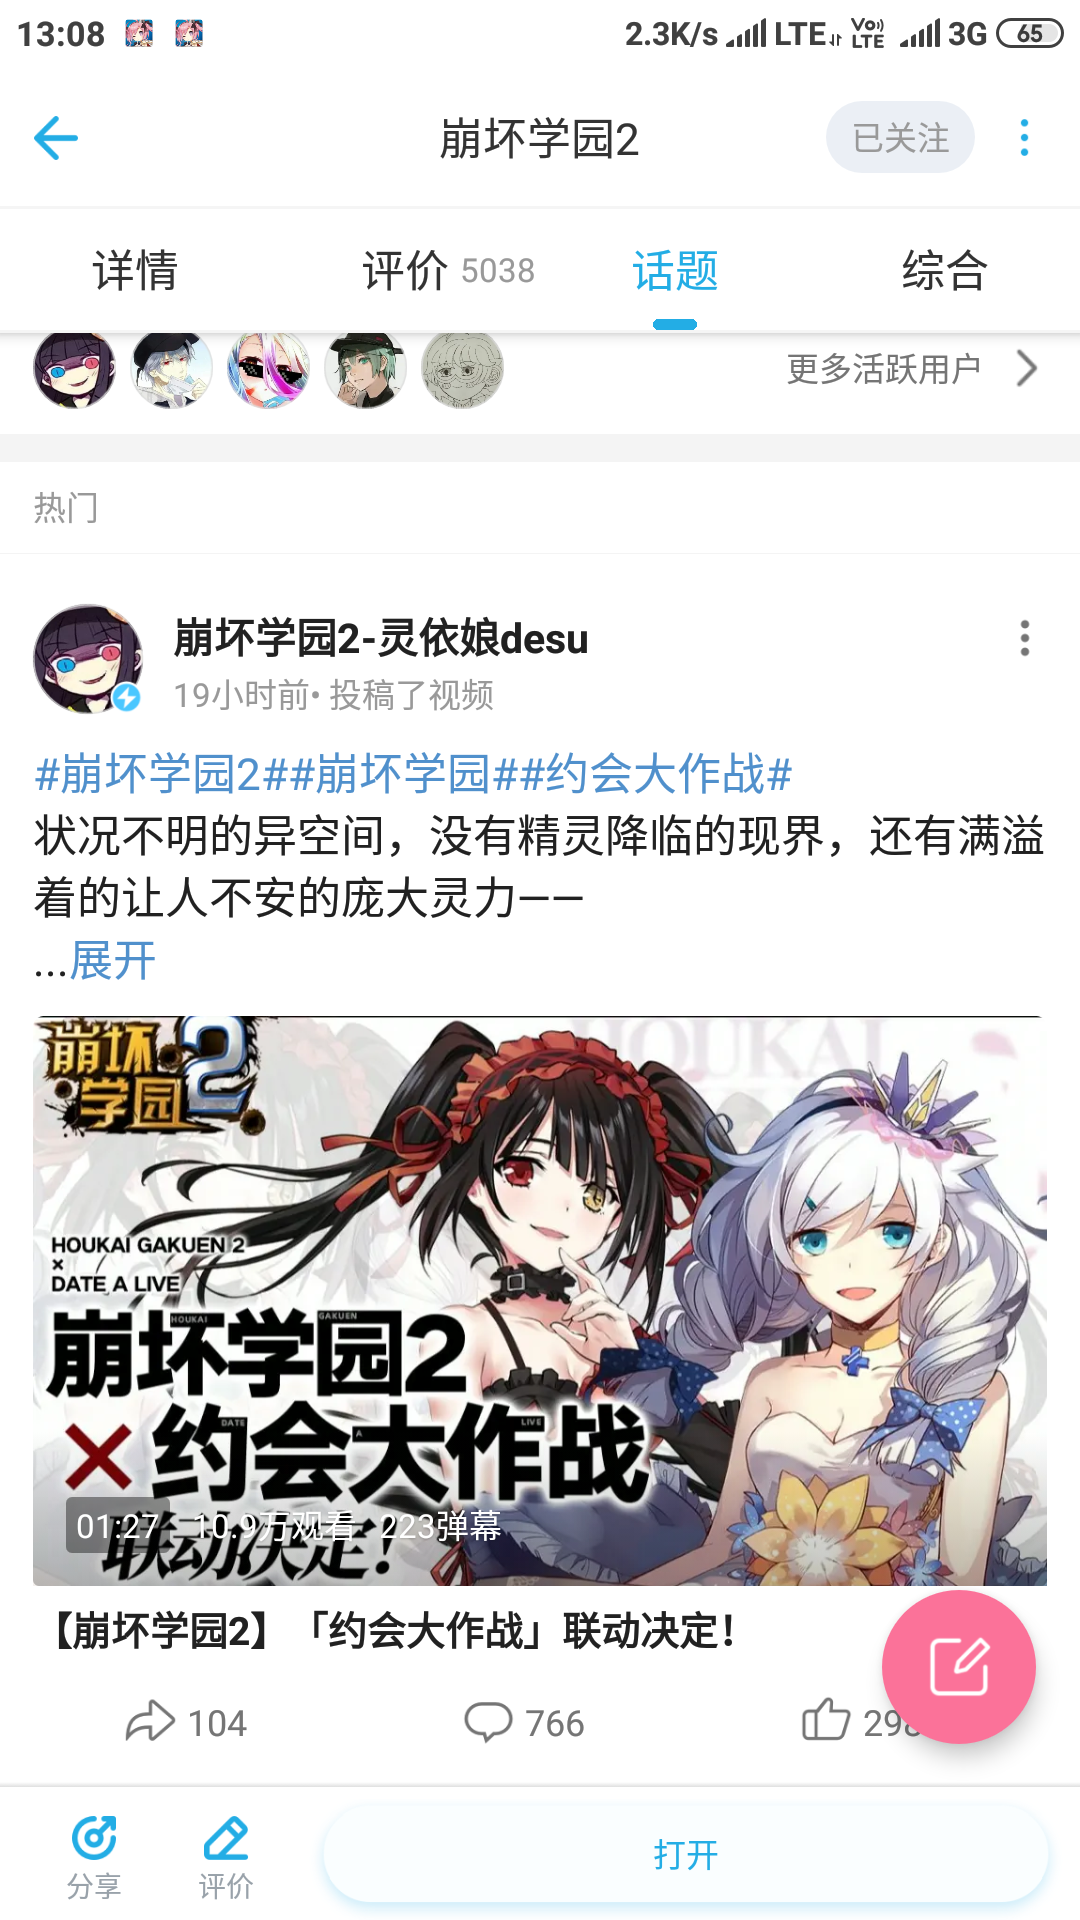 13:08 2.3K/s LTE Vo)) LTE 3G 65
崩坏学园2 已关注
详情 评价 5038 话题 综合
更多活跃用户
热门
崩坏学园2-灵依娘desu
19小时前• 投稿了视频
#崩坏学园2##崩坏学园##约会大作战#
状况不明的异空间，没有精灵降临的现界，还有满溢
着的让人不安的庞大灵力——
...展开
崩坏
学园2
HOUKAI
HOUKAI GAKUEN 2
×
DATE A LIVE
HOUKAI GAKUEN
崩坏学园2
DATE A LIVE
×约会大作战
联动决定！
01:27 10.9万观看 223弹幕
【崩坏学园2】「约会大作战」联动决定！
104 766
分享 评价 打开